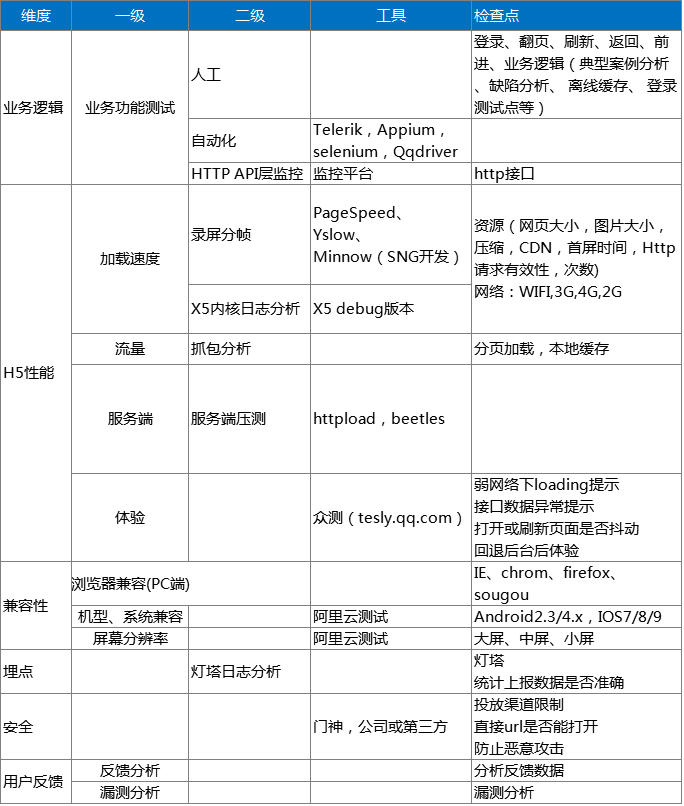 维度 一级 二级 工具 检查点
业务逻辑 业务功能测试 人工 登录、翻页、刷新、返回、前
进、业务逻辑（典型案例分析
、缺陷分析、 离线缓存、 登录
测试点等）
自动化 Telerik，Appium，
selenium，Qqdriver
HTTP API层监控 监控平台 http接口
H5性能 加载速度 录屏分帧 PageSpeed、
Yslow、
Minnow（SNG开发）
资源（网页大小，图片大小，
压缩，CDN，首屏时间，Http
请求有效性，次数)
网络：WIFI,3G,4G,2G
X5内核日志分析 X5 debug版本
流量 抓包分析 分页加载，本地缓存
服务端 服务端压测 httpload，beetles
体验 众测（tesly.qq.com）
弱网络下loading提示
接口数据异常提示
打开或刷新页面是否抖动
回退后台后体验
兼容性 浏览器兼容(PC端) IE、chrom、firefox、
sougou
机型、系统兼容 阿里云测试 Android2.3/4.x，IOS7/8/9
屏幕分辨率 阿里云测试 大屏、中屏、小屏
埋点 灯塔日志分析 灯塔
统计上报数据是否准确
安全 门神，公司或第三方 投放渠道限制
直接url是否能打开
防止恶意攻击
用户反馈 反馈分析 分析反馈数据
漏测分析 漏测分析